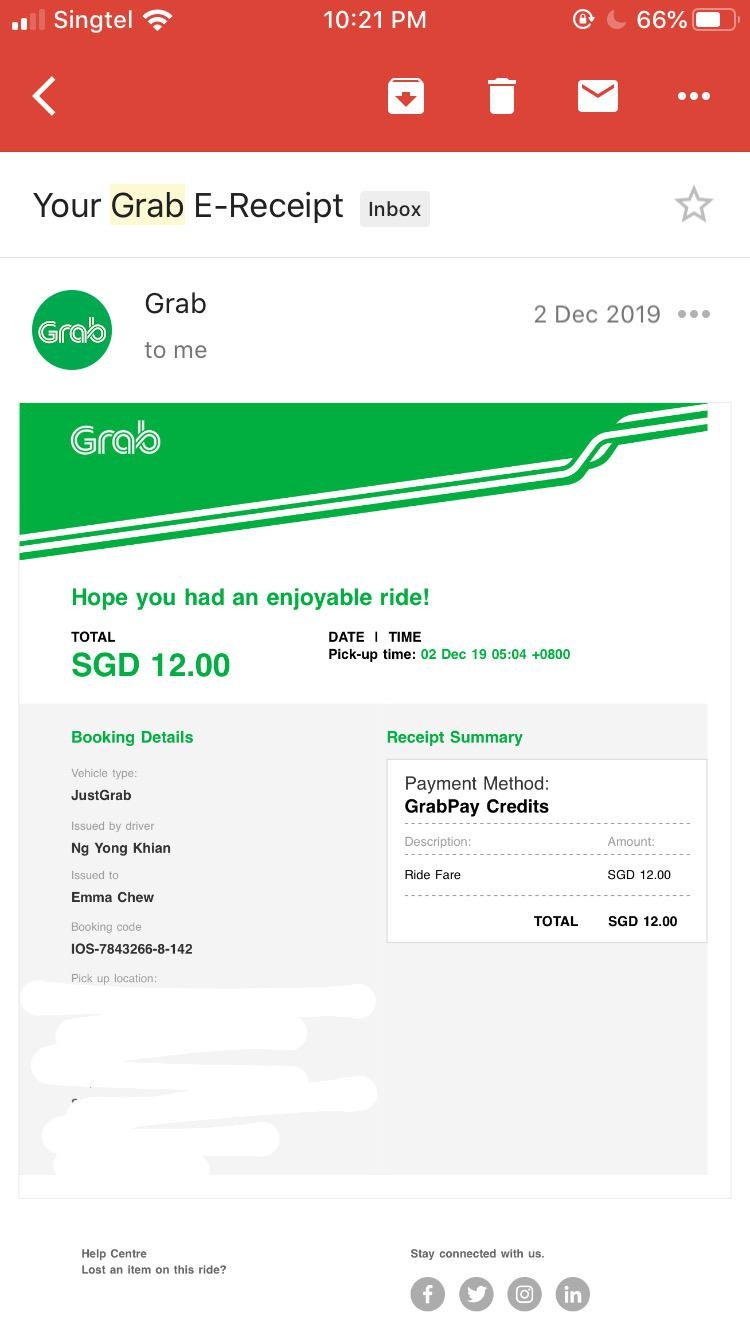 Singtel 10:21 PM 66%
Your Grab E-Receipt Inbox
Grab
Grab
2 Dec 2019
to me
Grab
Hope you had an enjoyable ride!
TOTAL
SGD 12.00
DATE | TIME
Pick-up time: 02 Dec 19 05:04 +0800
Booking Details
Vehicle type:
JustGrab
Issued by driver
Ng Yong Khian
Issued to
Emma Chew
Booking code
IOS-7843266-8-142
Pick up location:
Receipt Summary
Payment Method:
GrabPay Credits
Description: Amount:
Ride Fare SGD 12.00
TOTAL SGD 12.00
Help Centre
Lost an item on this ride?
Stay connected with us.